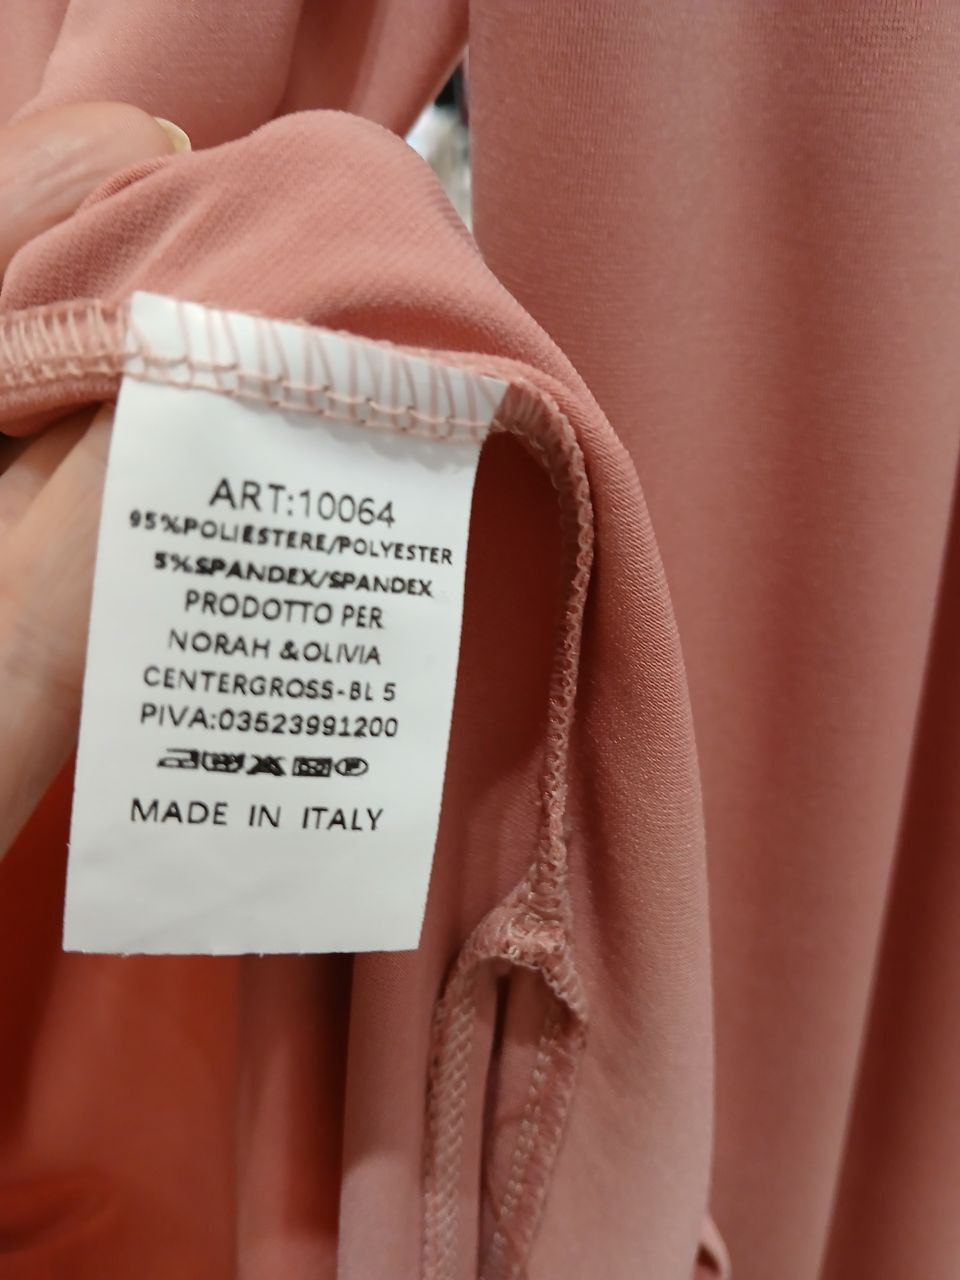 ART:10064
95%POLIESTERE/POLYESTER
5%SPANDEX/SPANDEX
PRODOTTO PER
NORAH &OLIVIA
CENTERGROSS-BL 5
PIVA:03523991200
MADE IN ITALY